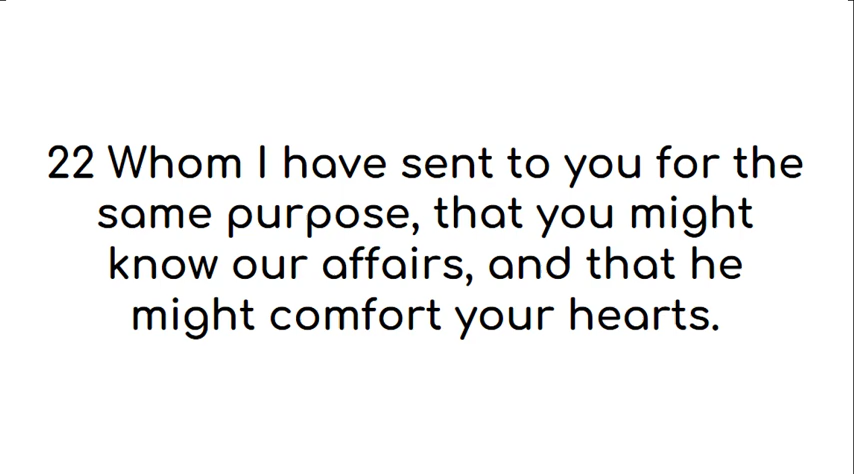 22 Whom I have sent to you for the
same purpose, that you might
know our affairs, and that he
might comfort your hearts.